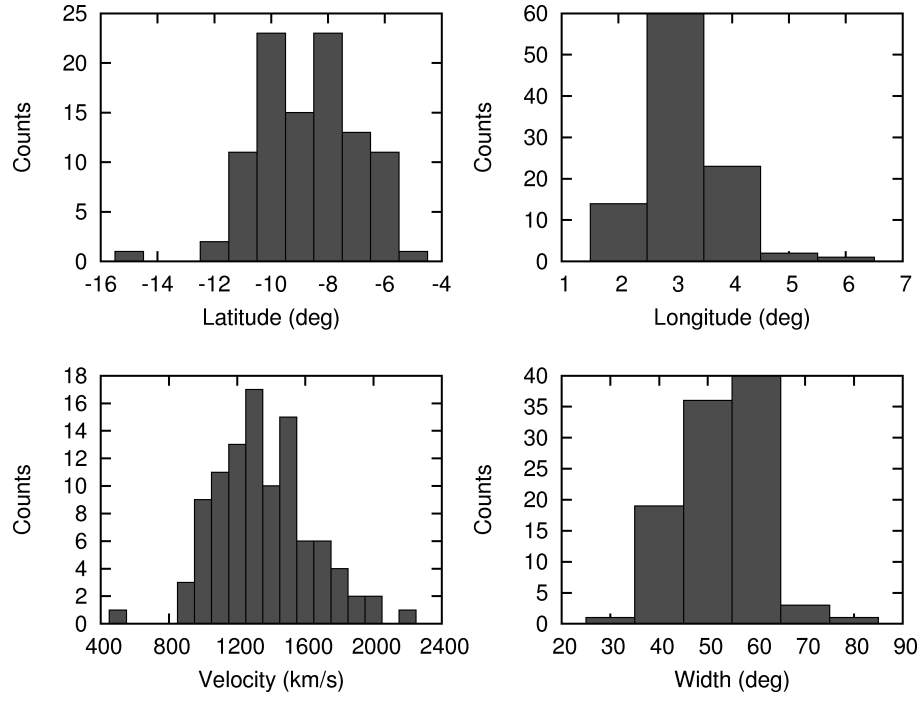 25
20
15
10
5
0
Counts
-16 -14 -12 -10 -8 -6 -4
Latitude (deg)
60
50
40
30
20
10
0
Counts
1 2 3 4 5 6 7
Longitude (deg)
18
16
14
12
10
8
6
4
2
0
Counts
400 800 1200 1600 2000 2400
Velocity (km/s)
40
35
30
25
20
15
10
5
0
Counts
20 30 40 50 60 70 80 90
Width (deg)